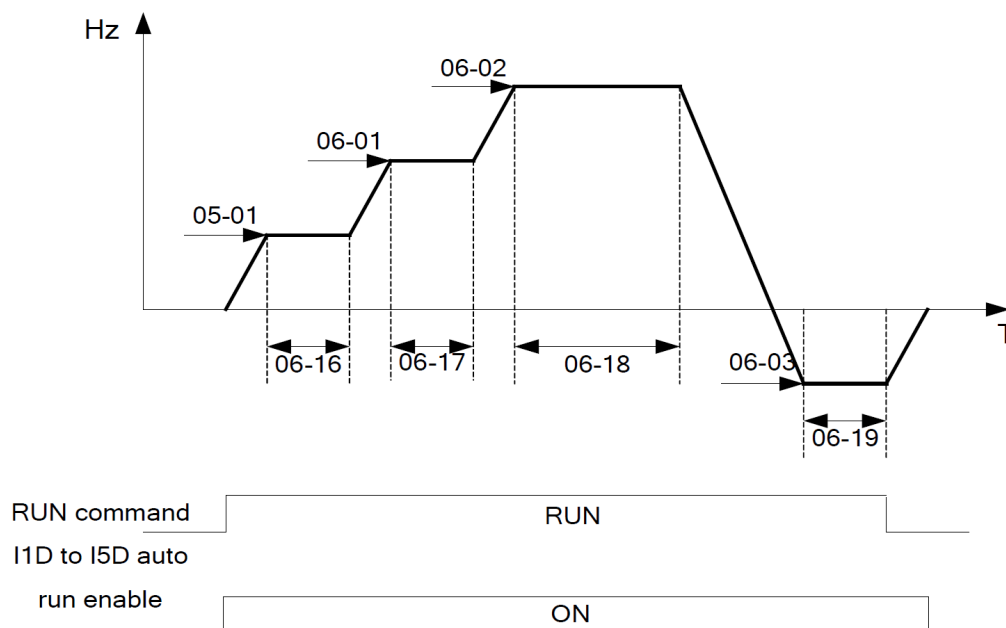 Hz
06-02
06-01
05-01
T
06-16
06-17
06-18
06-03
06-19
RUN command
RUN
I1D to I5D auto
run enable
ON